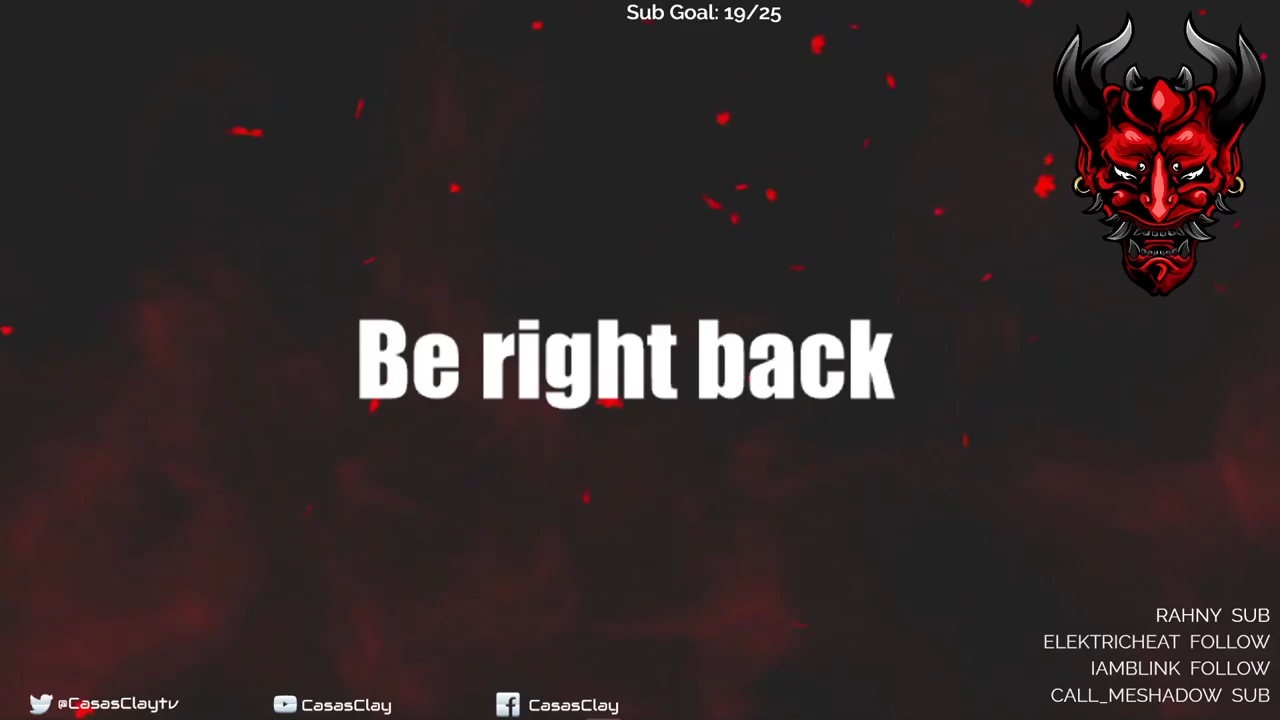 Sub Goal: 19/25
Be right back
RAHNY SUB
ELEKTRICHEAT FOLLOW
IAMBLINK FOLLOW
CALL_MESHADOW SUB
@CasasClaytv CasasClay CasasClay